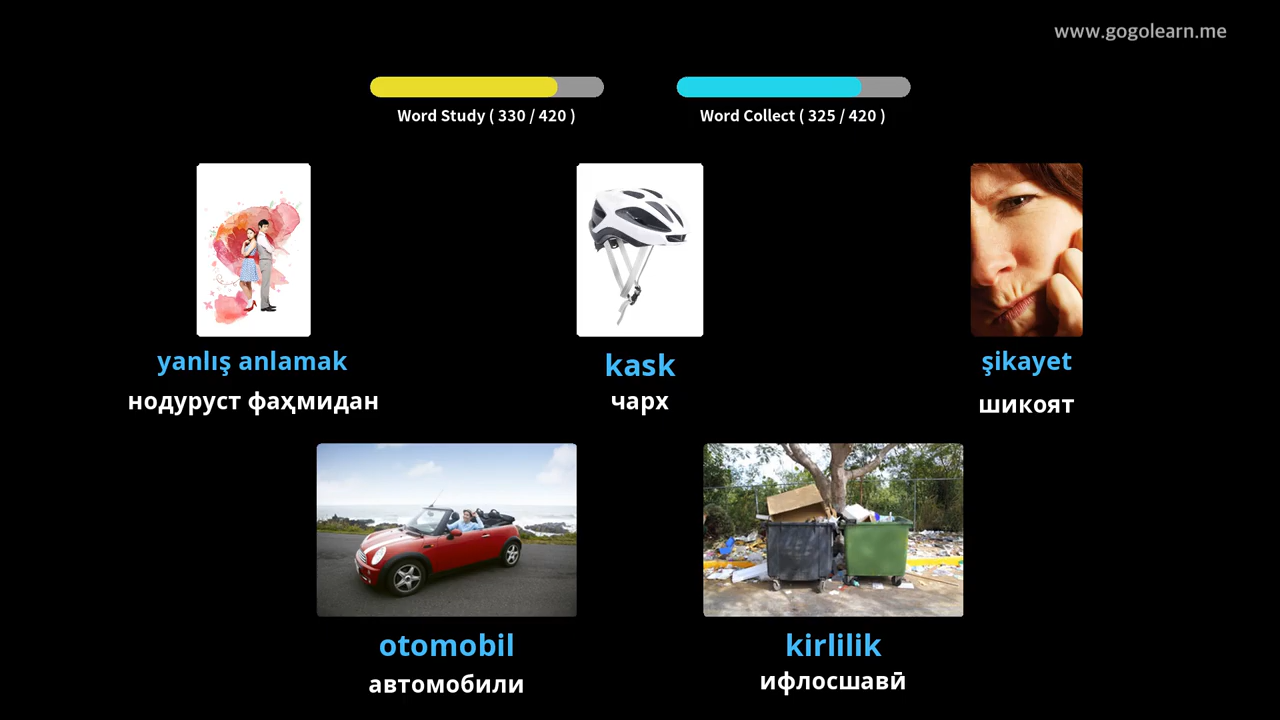 www.gogolearn.me
Word Study ( 330 / 420 )
Word Collect ( 325 / 420 )
yanlış anlamak
нодуруст фаҳмидан
kask
чарх
şikayet
шикоят
otomobil
автомобили
kirlilik
ифлосшавӣ